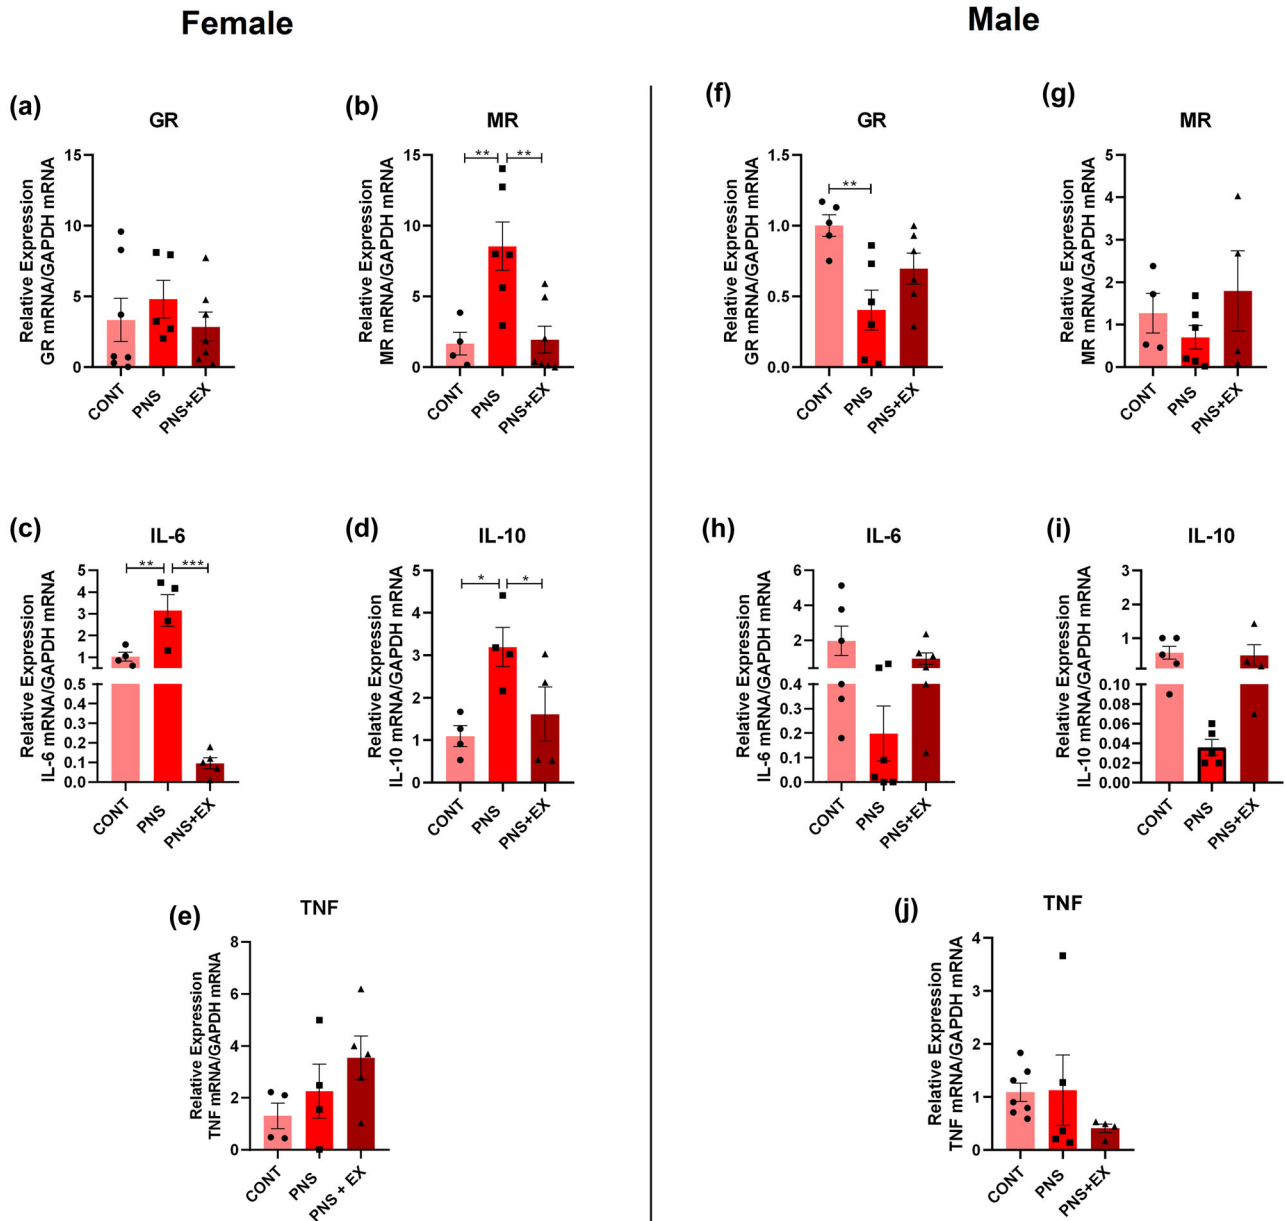 Female
Male
(a)
GR
Relative Expression
GR mRNA/GAPDH mRNA
15
10
5
0
CONT
PNS
PNS+EX
(b)
MR
Relative Expression
MR mRNA/GAPDH mRNA
15
10
5
0
**
**
CONT
PNS
PNS+EX
(f)
GR
Relative Expression
GR mRNA/GAPDH mRNA
1.5
1.0
0.5
0.0
**
CONT
PNS
PNS+EX
(g)
MR
Relative Expression
MR mRNA/GAPDH mRNA
5
4
3
2
1
0
CONT
PNS
PNS+EX
(c)
IL-6
Relative Expression
IL-6 mRNA/GAPDH mRNA
5
4
3
2
1
0.5
0.4
0.3
0.2
0.1
0.0
**
***
CONT
PNS
PNS+EX
(d)
IL-10
Relative Expression
IL-10 mRNA/GAPDH mRNA
5
4
3
2
1
0
*
*
CONT
PNS
PNS+EX
(h)
IL-6
Relative Expression
IL-6 mRNA/GAPDH mRNA
6
4
2
0.4
0.3
0.2
0.1
0.0
CONT
PNS
PNS+EX
(i)
IL-10
Relative Expression
IL-10 mRNA/GAPDH mRNA
3
2
1
0.10
0.08
0.06
0.04
0.02
0.00
CONT
PNS
PNS+EX
(e)
TNF
Relative Expression
TNF mRNA/GAPDH mRNA
8
6
4
2
0
CONT
PNS
PNS + EX
(j)
TNF
Relative Expression
TNF mRNA/GAPDH mRNA
4
3
2
1
0
CONT
PNS
PNS+EX